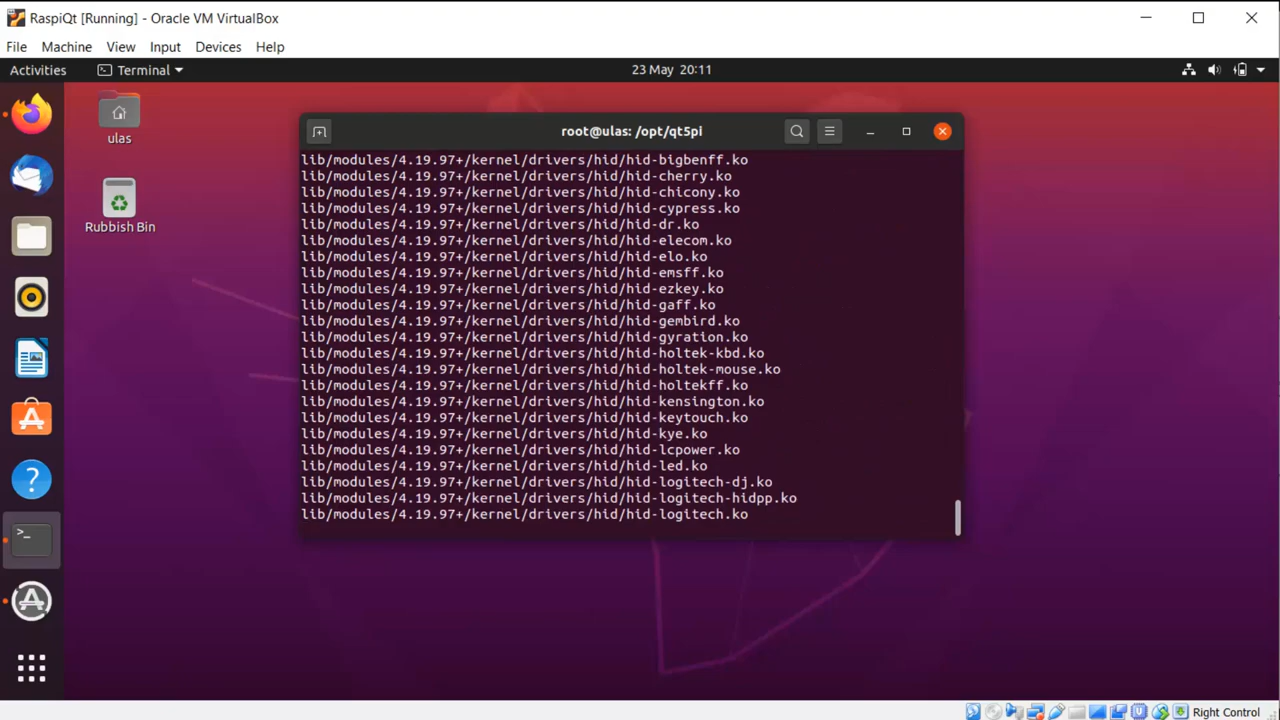 RaspiQt [Running] - Oracle VM VirtualBox
File Machine View Input Devices Help
Activities Terminal 23 May 20:11
ulas
Rubbish Bin
root@ulas: /opt/qt5pi
lib/modules/4.19.97+/kernel/drivers/hid/hid-bigbenff.ko
lib/modules/4.19.97+/kernel/drivers/hid/hid-cherry.ko
lib/modules/4.19.97+/kernel/drivers/hid/hid-chicony.ko
lib/modules/4.19.97+/kernel/drivers/hid/hid-cypress.ko
lib/modules/4.19.97+/kernel/drivers/hid/hid-dr.ko
lib/modules/4.19.97+/kernel/drivers/hid/hid-elecom.ko
lib/modules/4.19.97+/kernel/drivers/hid/hid-elo.ko
lib/modules/4.19.97+/kernel/drivers/hid/hid-emsff.ko
lib/modules/4.19.97+/kernel/drivers/hid/hid-ezkey.ko
lib/modules/4.19.97+/kernel/drivers/hid/hid-gaff.ko
lib/modules/4.19.97+/kernel/drivers/hid/hid-gembird.ko
lib/modules/4.19.97+/kernel/drivers/hid/hid-gyration.ko
lib/modules/4.19.97+/kernel/drivers/hid/hid-holtek-kbd.ko
lib/modules/4.19.97+/kernel/drivers/hid/hid-holtek-mouse.ko
lib/modules/4.19.97+/kernel/drivers/hid/hid-holtekff.ko
lib/modules/4.19.97+/kernel/drivers/hid/hid-kensington.ko
lib/modules/4.19.97+/kernel/drivers/hid/hid-keytouch.ko
lib/modules/4.19.97+/kernel/drivers/hid/hid-kye.ko
lib/modules/4.19.97+/kernel/drivers/hid/hid-lcpower.ko
lib/modules/4.19.97+/kernel/drivers/hid/hid-led.ko
lib/modules/4.19.97+/kernel/drivers/hid/hid-logitech-dj.ko
lib/modules/4.19.97+/kernel/drivers/hid/hid-logitech-hidpp.ko
lib/modules/4.19.97+/kernel/drivers/hid/hid-logitech.ko
Right Control